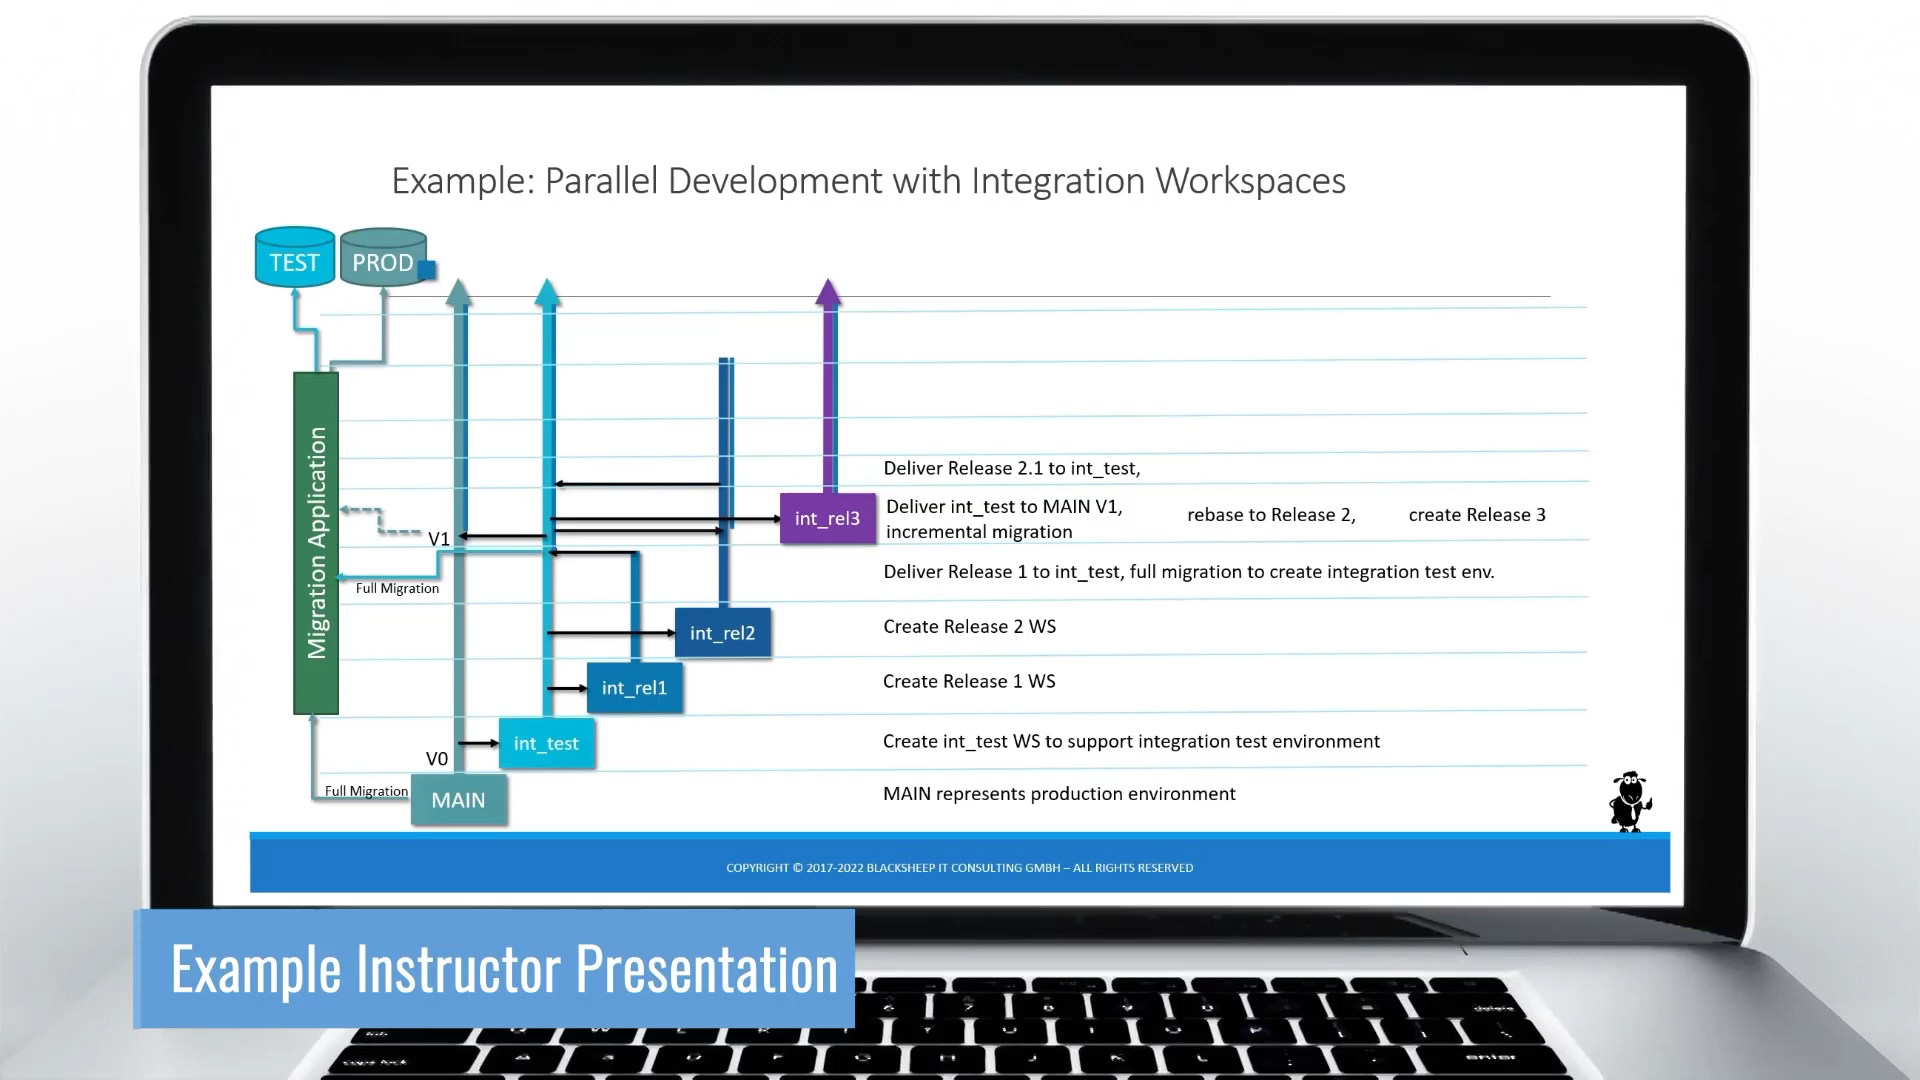 Example: Parallel Development with Integration Workspaces
TEST
PROD
Migration Application
Deliver Release 2.1 to int_test,
int_rel3
Deliver int_test to MAIN V1,
incremental migration
rebase to Release 2,
create Release 3
V1
Full Migration
Deliver Release 1 to int_test, full migration to create integration test env.
int_rel2
Create Release 2 WS
int_rel1
Create Release 1 WS
int_test
Create int_test WS to support integration test environment
V0
Full Migration
MAIN
MAIN represents production environment
COPYRIGHT © 2017-2022 BLACKSHEEP IT CONSULTING GMBH – ALL RIGHTS RESERVED
Example Instructor Presentation
delete
caps lock
enter